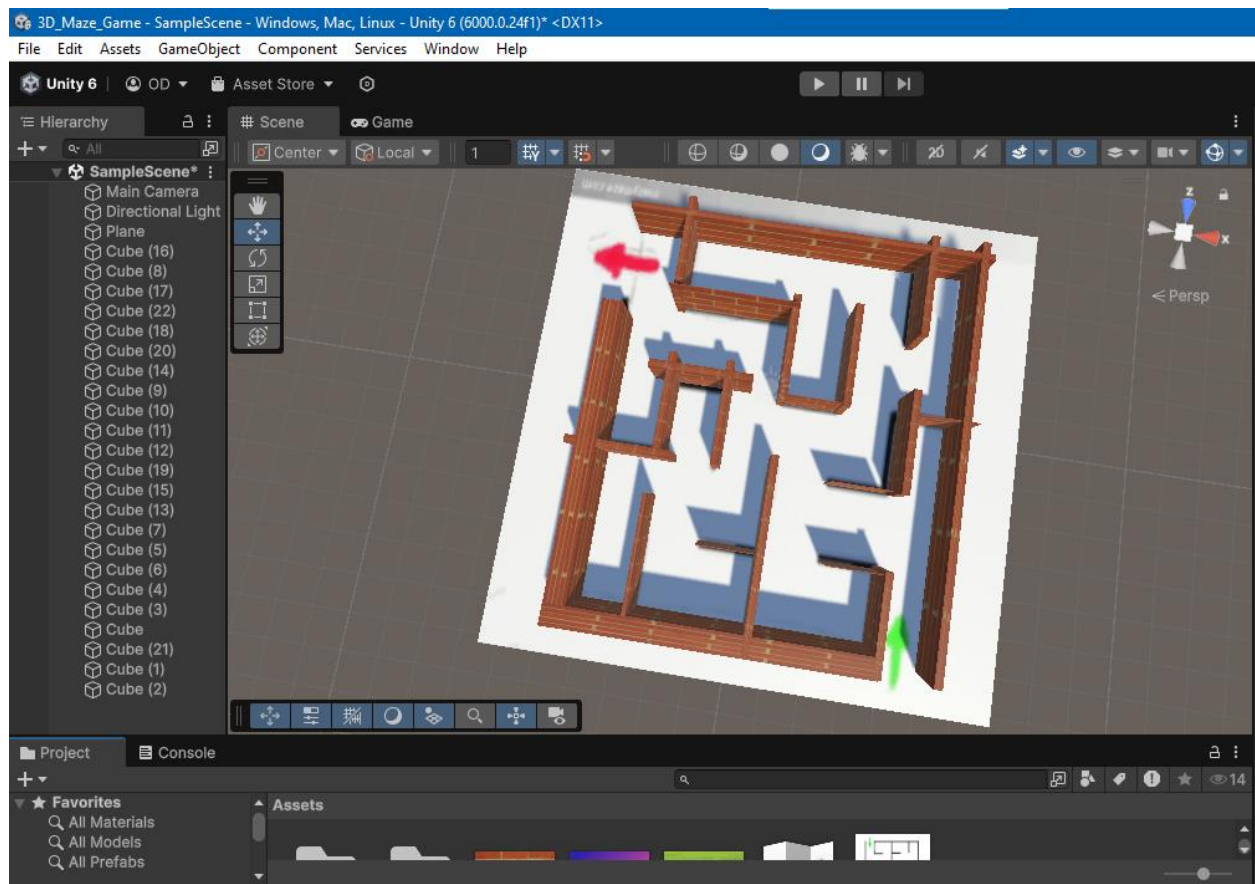 3D_Maze_Game - SampleScene - Windows, Mac, Linux - Unity 6 (6000.0.24f1)* <DX11>
File Edit Assets GameObject Component Services Window Help
Unity 6 OD Asset Store
Hierarchy
Scene Game
All
Center Local 1 2D
SampleScene*
Main Camera
Directional Light
Plane
Cube (16)
Cube (8)
Cube (17)
Cube (22)
Cube (18)
Cube (20)
Cube (14)
Cube (9)
Cube (10)
Cube (11)
Cube (12)
Cube (19)
Cube (15)
Cube (13)
Cube (7)
Cube (5)
Cube (6)
Cube (4)
Cube (3)
Cube
Cube (21)
Cube (1)
Cube (2)
z
x
Persp
Project Console
14
Favorites
All Materials
All Models
All Prefabs
Assets